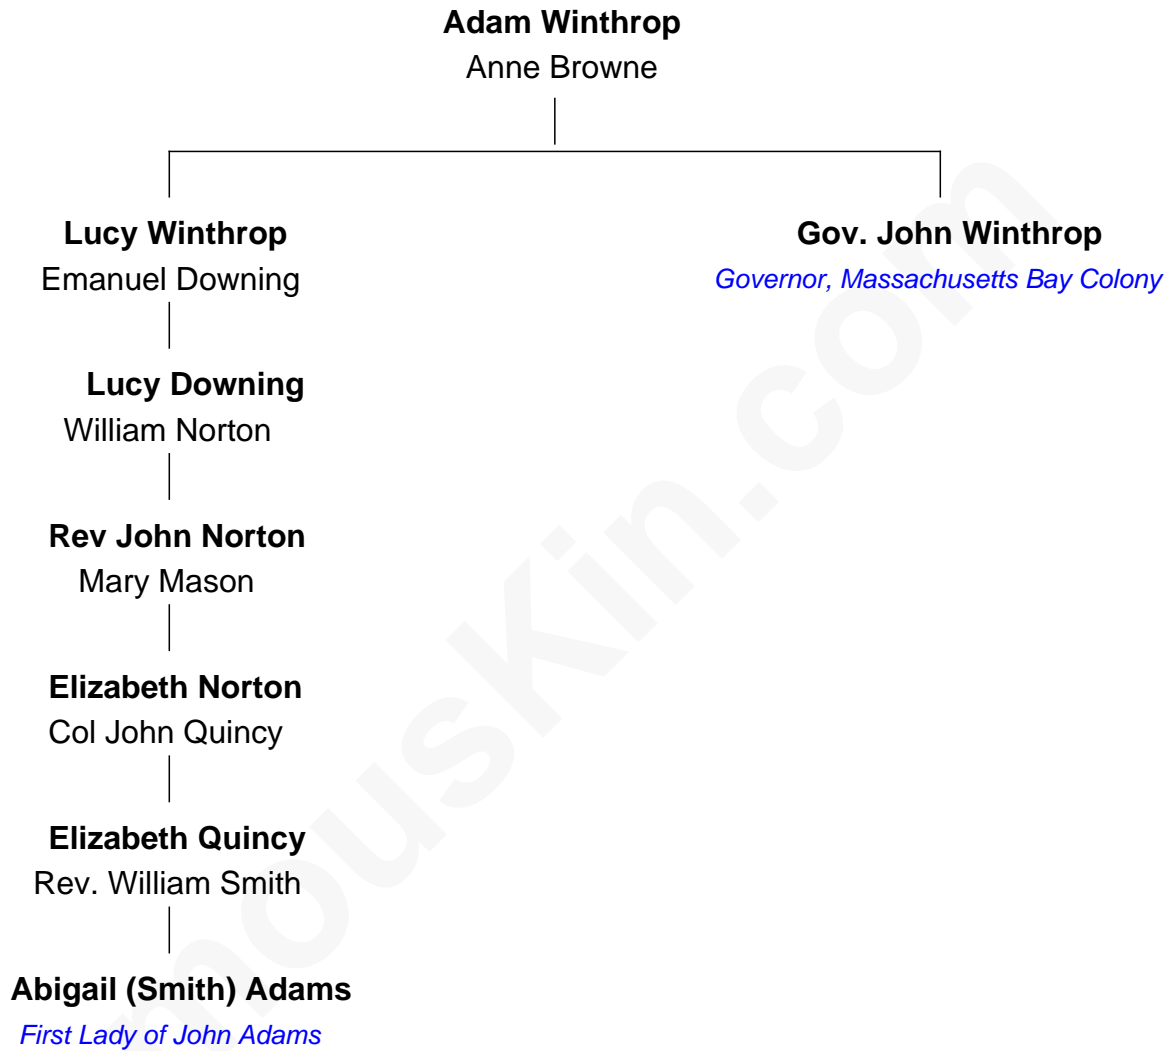 Adam Winthrop
Anne Browne
Lucy Winthrop
Emanuel Downing
Gov. John Winthrop
Governor, Massachusetts Bay Colony
Lucy Downing
William Norton
Rev John Norton
Mary Mason
Elizabeth Norton
Col John Quincy
Elizabeth Quincy
Rev. William Smith
Abigail (Smith) Adams
First Lady of John Adams
mousKin.com